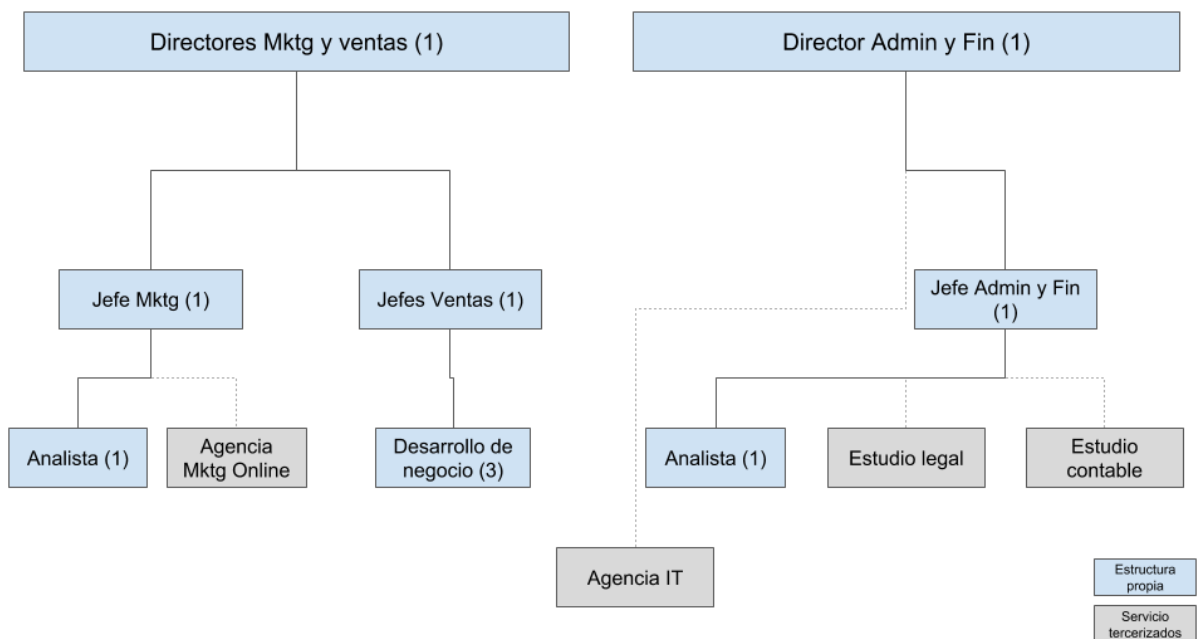 Directores Mktg y ventas (1)
Director Admin y Fin (1)
Jefe Mktg (1)
Jefes Ventas (1)
Jefe Admin y Fin
(1)
Analista (1)
Agencia
Mktg Online
Desarrollo de
negocio (3)
Analista (1)
Estudio legal
Estudio
contable
Agencia IT
Estructura
propia
Servicio
tercerizados